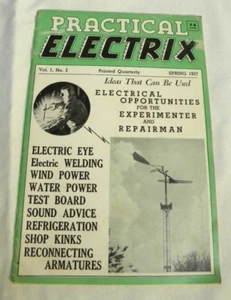 PRACTICAL
ELECTRIX
Vol. 1, No. 2 Printed Quarterly SPRING 1937
Ideas That Can Be Used
ELECTRICAL
OPPORTUNITIES
FOR THE
EXPERIMENTER
AND
REPAIRMAN
ELECTRIC EYE
Electric WELDING
WIND POWER
WATER POWER
TEST BOARD
SOUND ADVICE
REFRIGERATION
SHOP KINKS
RECONNECTING
ARMATURES